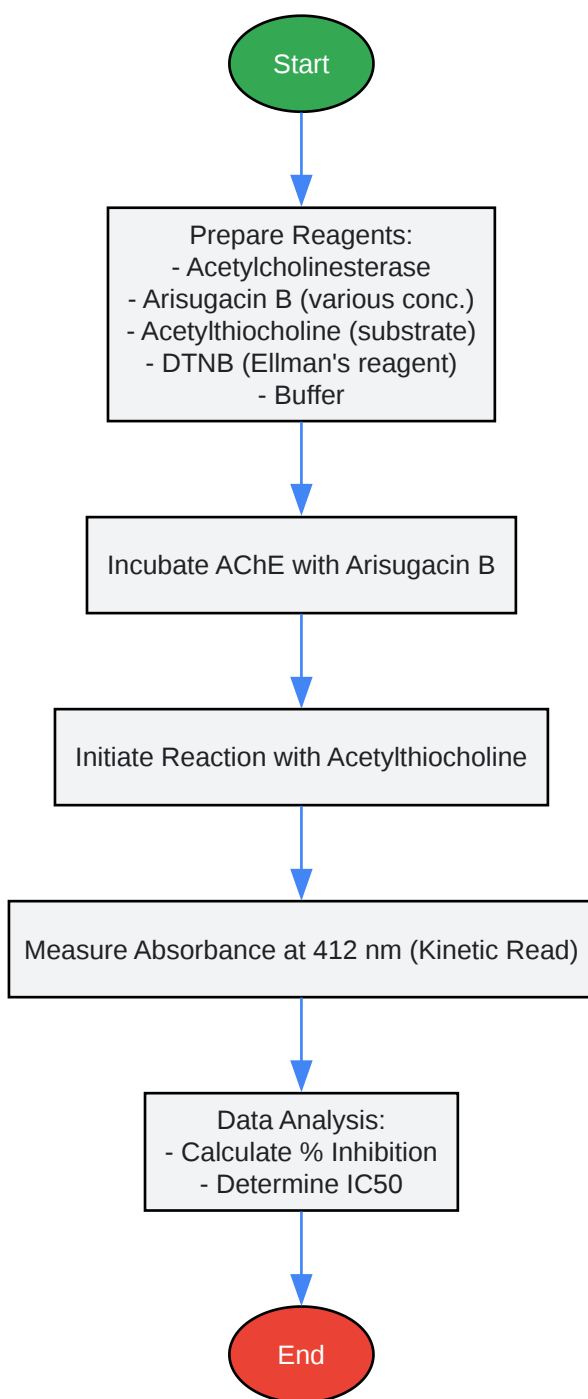 Start
Prepare Reagents:
- Acetylcholinesterase
- Arisugacin B (various conc.)
- Acetylthiocholine (substrate)
- DTNB (Ellman's reagent)
- Buffer
Incubate AChE with Arisugacin B
Initiate Reaction with Acetylthiocholine
Measure Absorbance at 412 nm (Kinetic Read)
Data Analysis:
- Calculate % Inhibition
- Determine IC50
End